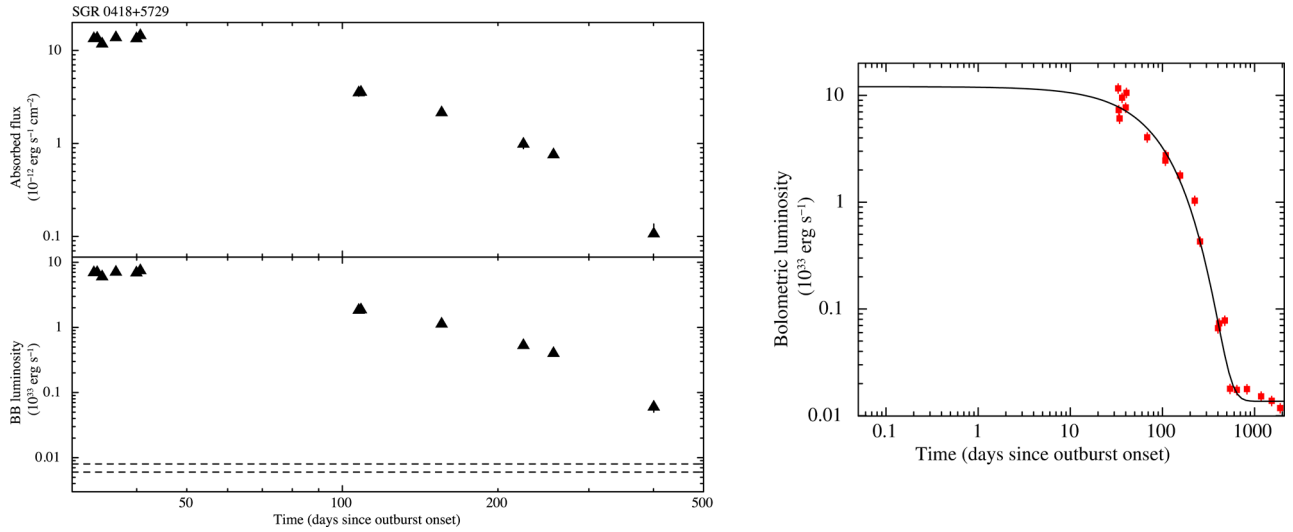 SGR 0418+5729
Absorbed flux
(10⁻¹² erg s⁻¹ cm⁻²)
10
1
0.1
BB luminosity
(10³³ erg s⁻¹)
10
1
0.1
0.01
50
100
200
500
Time (days since outburst onset)
Bolometric luminosity
(10³³ erg s⁻¹)
10
1
0.1
0.01
0.1
1
10
100
1000
Time (days since outburst onset)